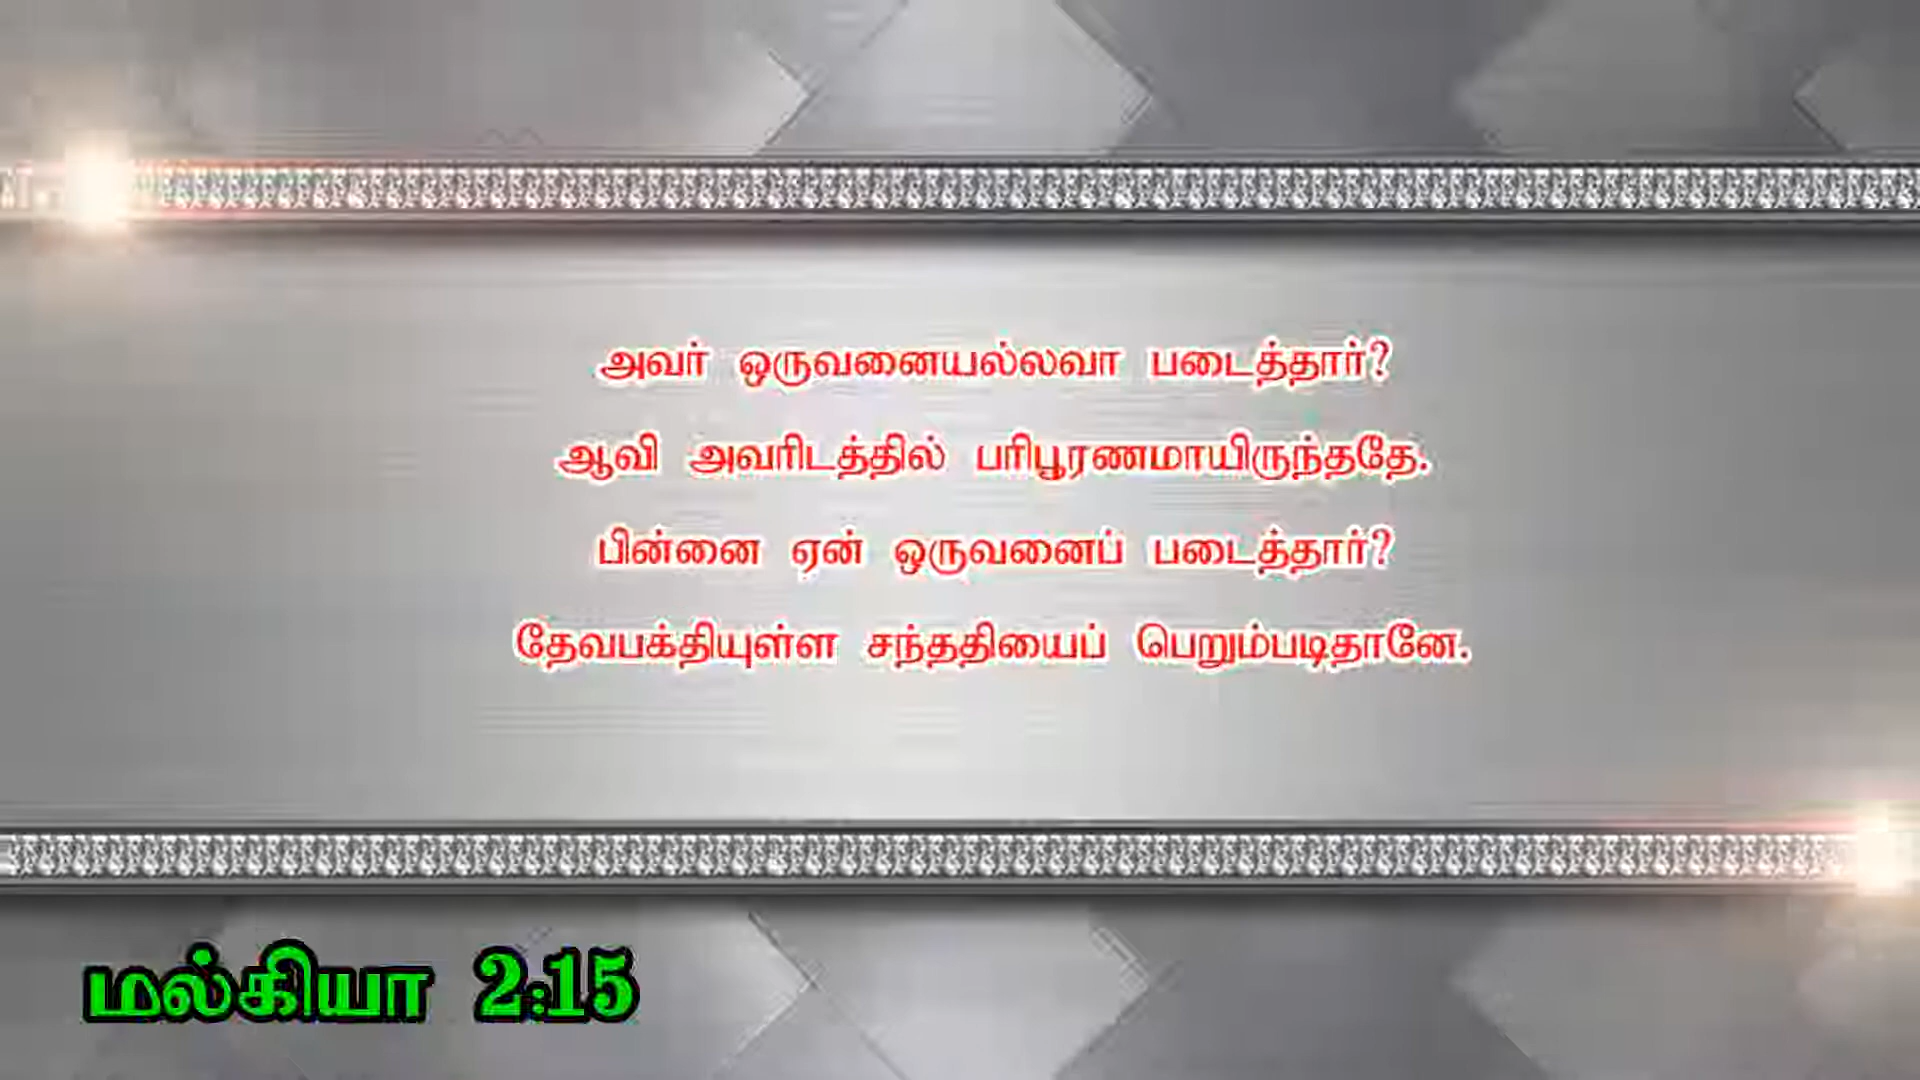 அவர் ஒருவனையல்லவா படைத்தார்?
ஆவி அவரிடத்தில் பரிபூரணமாயிருந்ததே.
பின்னை ஏன் ஒருவனைப் படைத்தார்?
தேவபக்தியுள்ள சந்ததியைப் பெறும்படிதானே.
மல்கியா 2:15